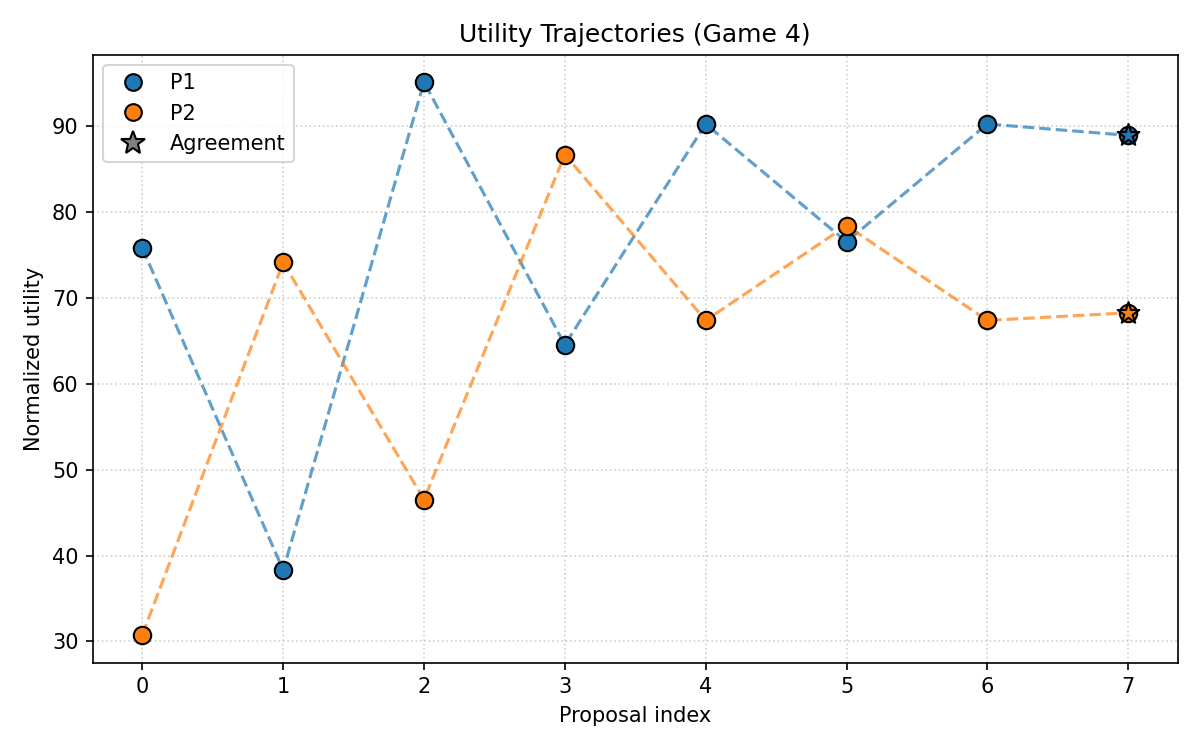 Utility Trajectories (Game 4)
P1
P2
Agreement
Normalized utility
90
80
70
60
50
40
30
0 1 2 3 4 5 6 7
Proposal index